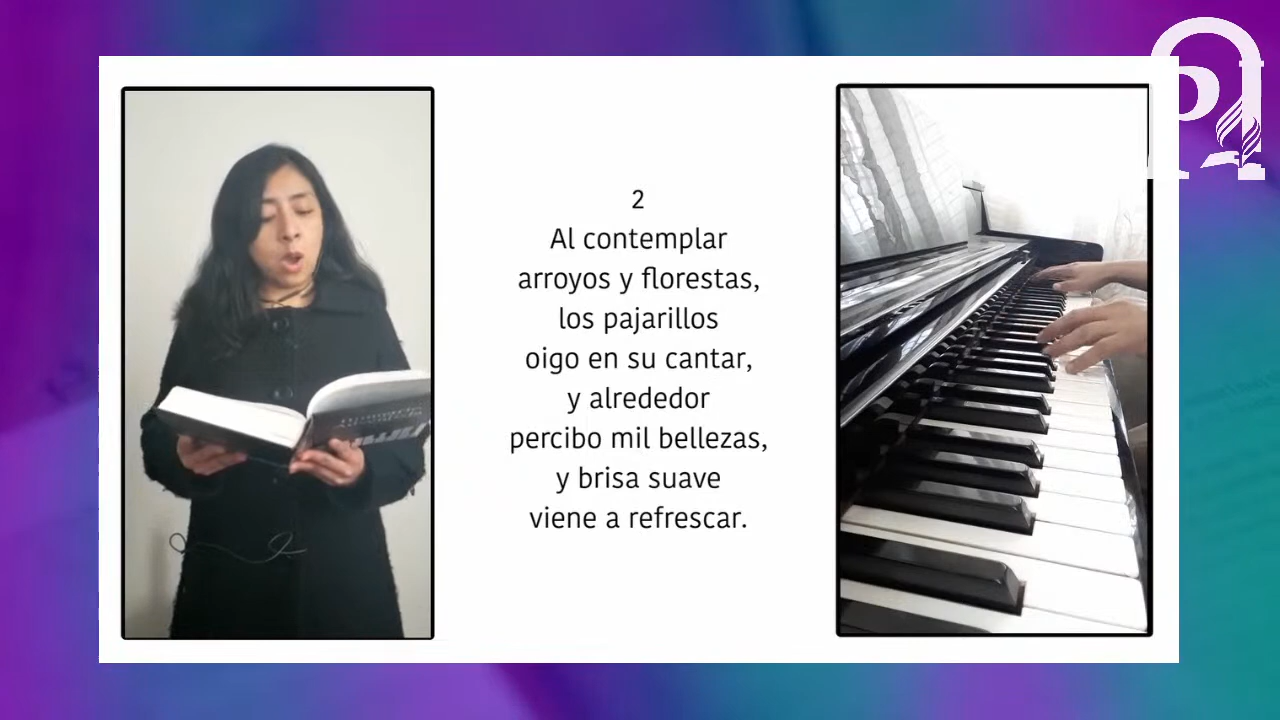 2
Al contemplar
arroyos y florestas,
los pajarillos
oigo en su cantar,
y alrededor
percibo mil bellezas,
y brisa suave
viene a refrescar.